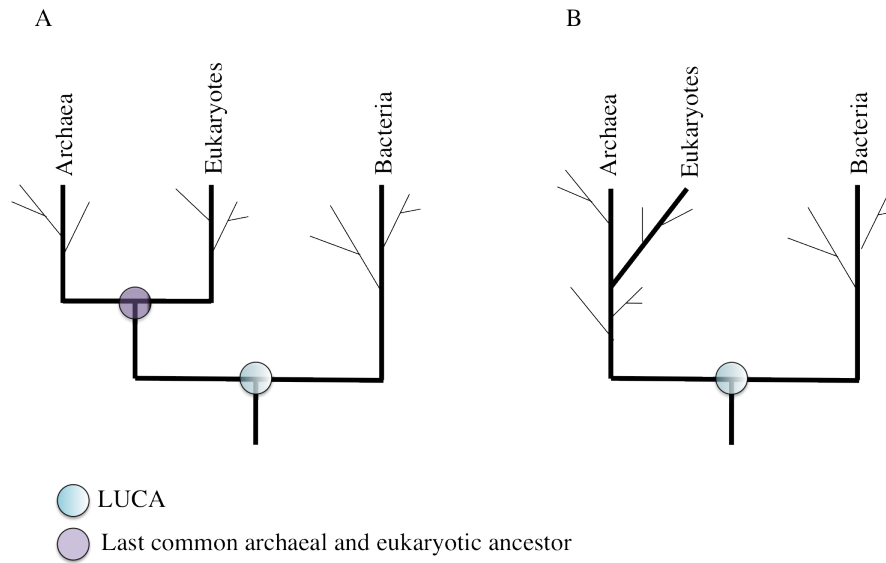 A
B
Archaea
Eukaryotes
Bacteria
Archaea
Eukaryotes
Bacteria
LUCA
Last common archaeal and eukaryotic ancestor